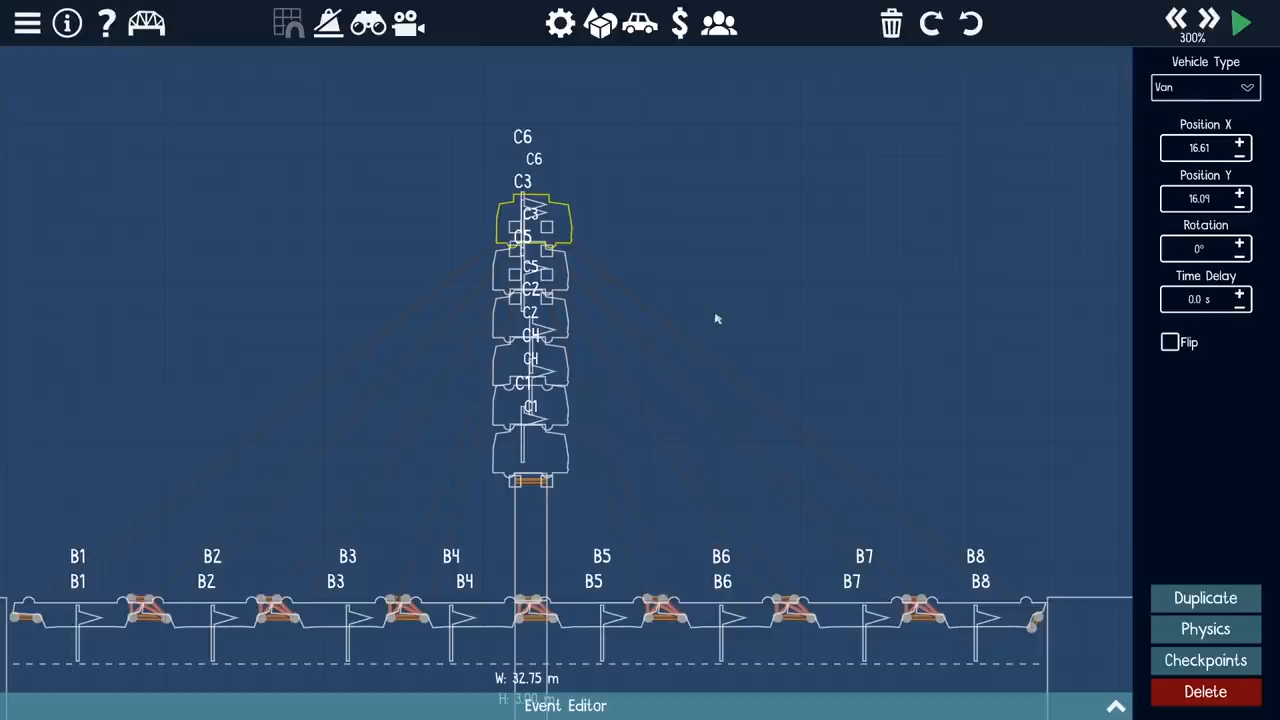 ?
$
300%
Vehicle Type
Van
Position X
16.61
Position Y
16.09
Rotation
0°
Time Delay
0.0 s
Flip
C6
C6
C3
C3
C5
C5
C2
C2
C4
C4
C1
C1
B1 B2 B3 B4 B5 B6 B7 B8
B1 B2 B3 B4 B5 B6 B7 B8
W: 32.75 m
H: 3.90 m
Event Editor
Duplicate
Physics
Checkpoints
Delete